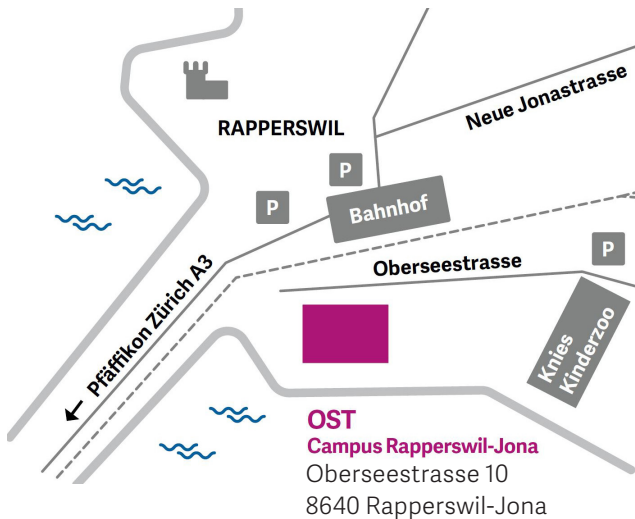 Neue Jonastrasse
RAPPERSWIL
P
P
Bahnhof
P
Oberseestrasse
Pfäffikon Zürich A3
Knies
Kinderzoo
OST
Campus Rapperswil-Jona
Oberseestrasse 10
8640 Rapperswil-Jona